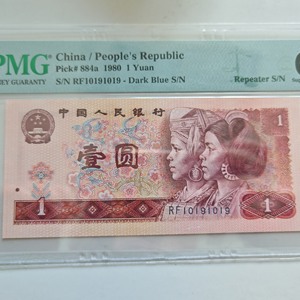 PMG
China / People's Republic
Pick# 884a 1980 1 Yuan
S/N RF10191019 - Dark Blue S/N
Repeater S/N
中国人民银行
1
壹圆
RF10191019
1
1